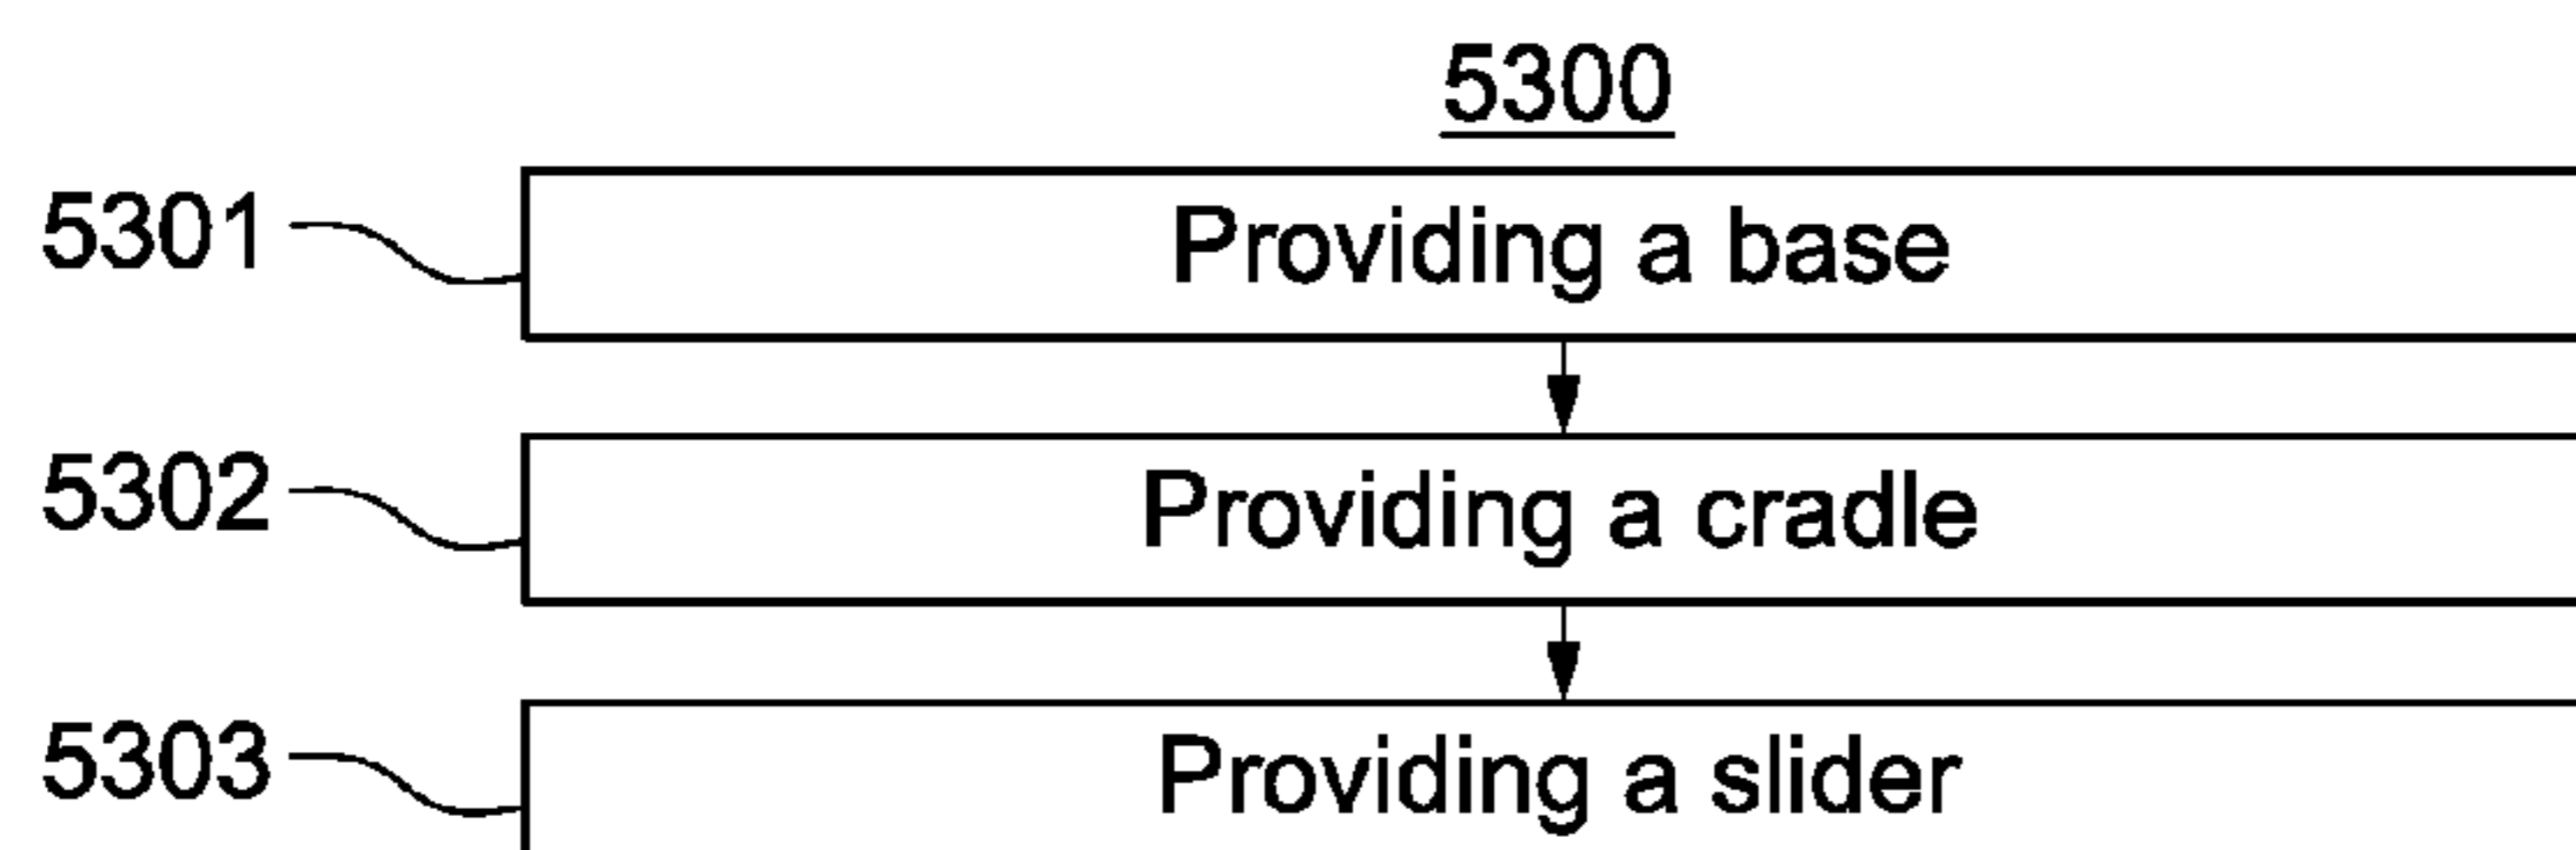 5300
5301 Providing a base
5302 Providing a cradle
5303 Providing a slider